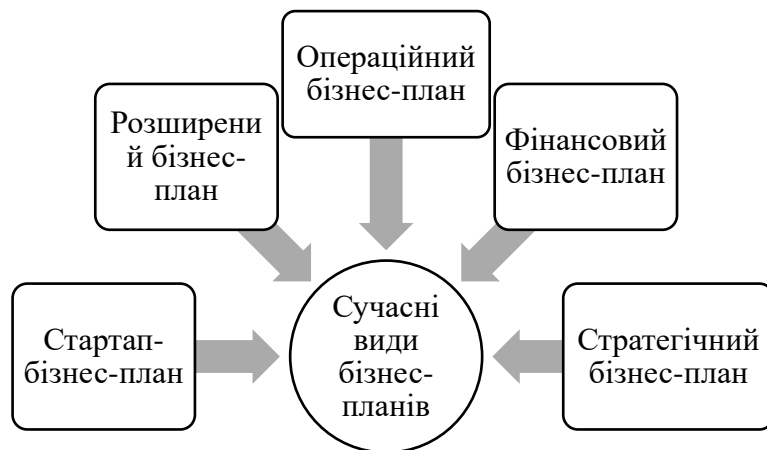 Операційний
бізнес-план
Розширени
й бізнес-
план
Фінансовий
бізнес-план
Стартап-
бізнес-план
Сучасні
види
бізнес-
планів
Стратегічний
бізнес-план